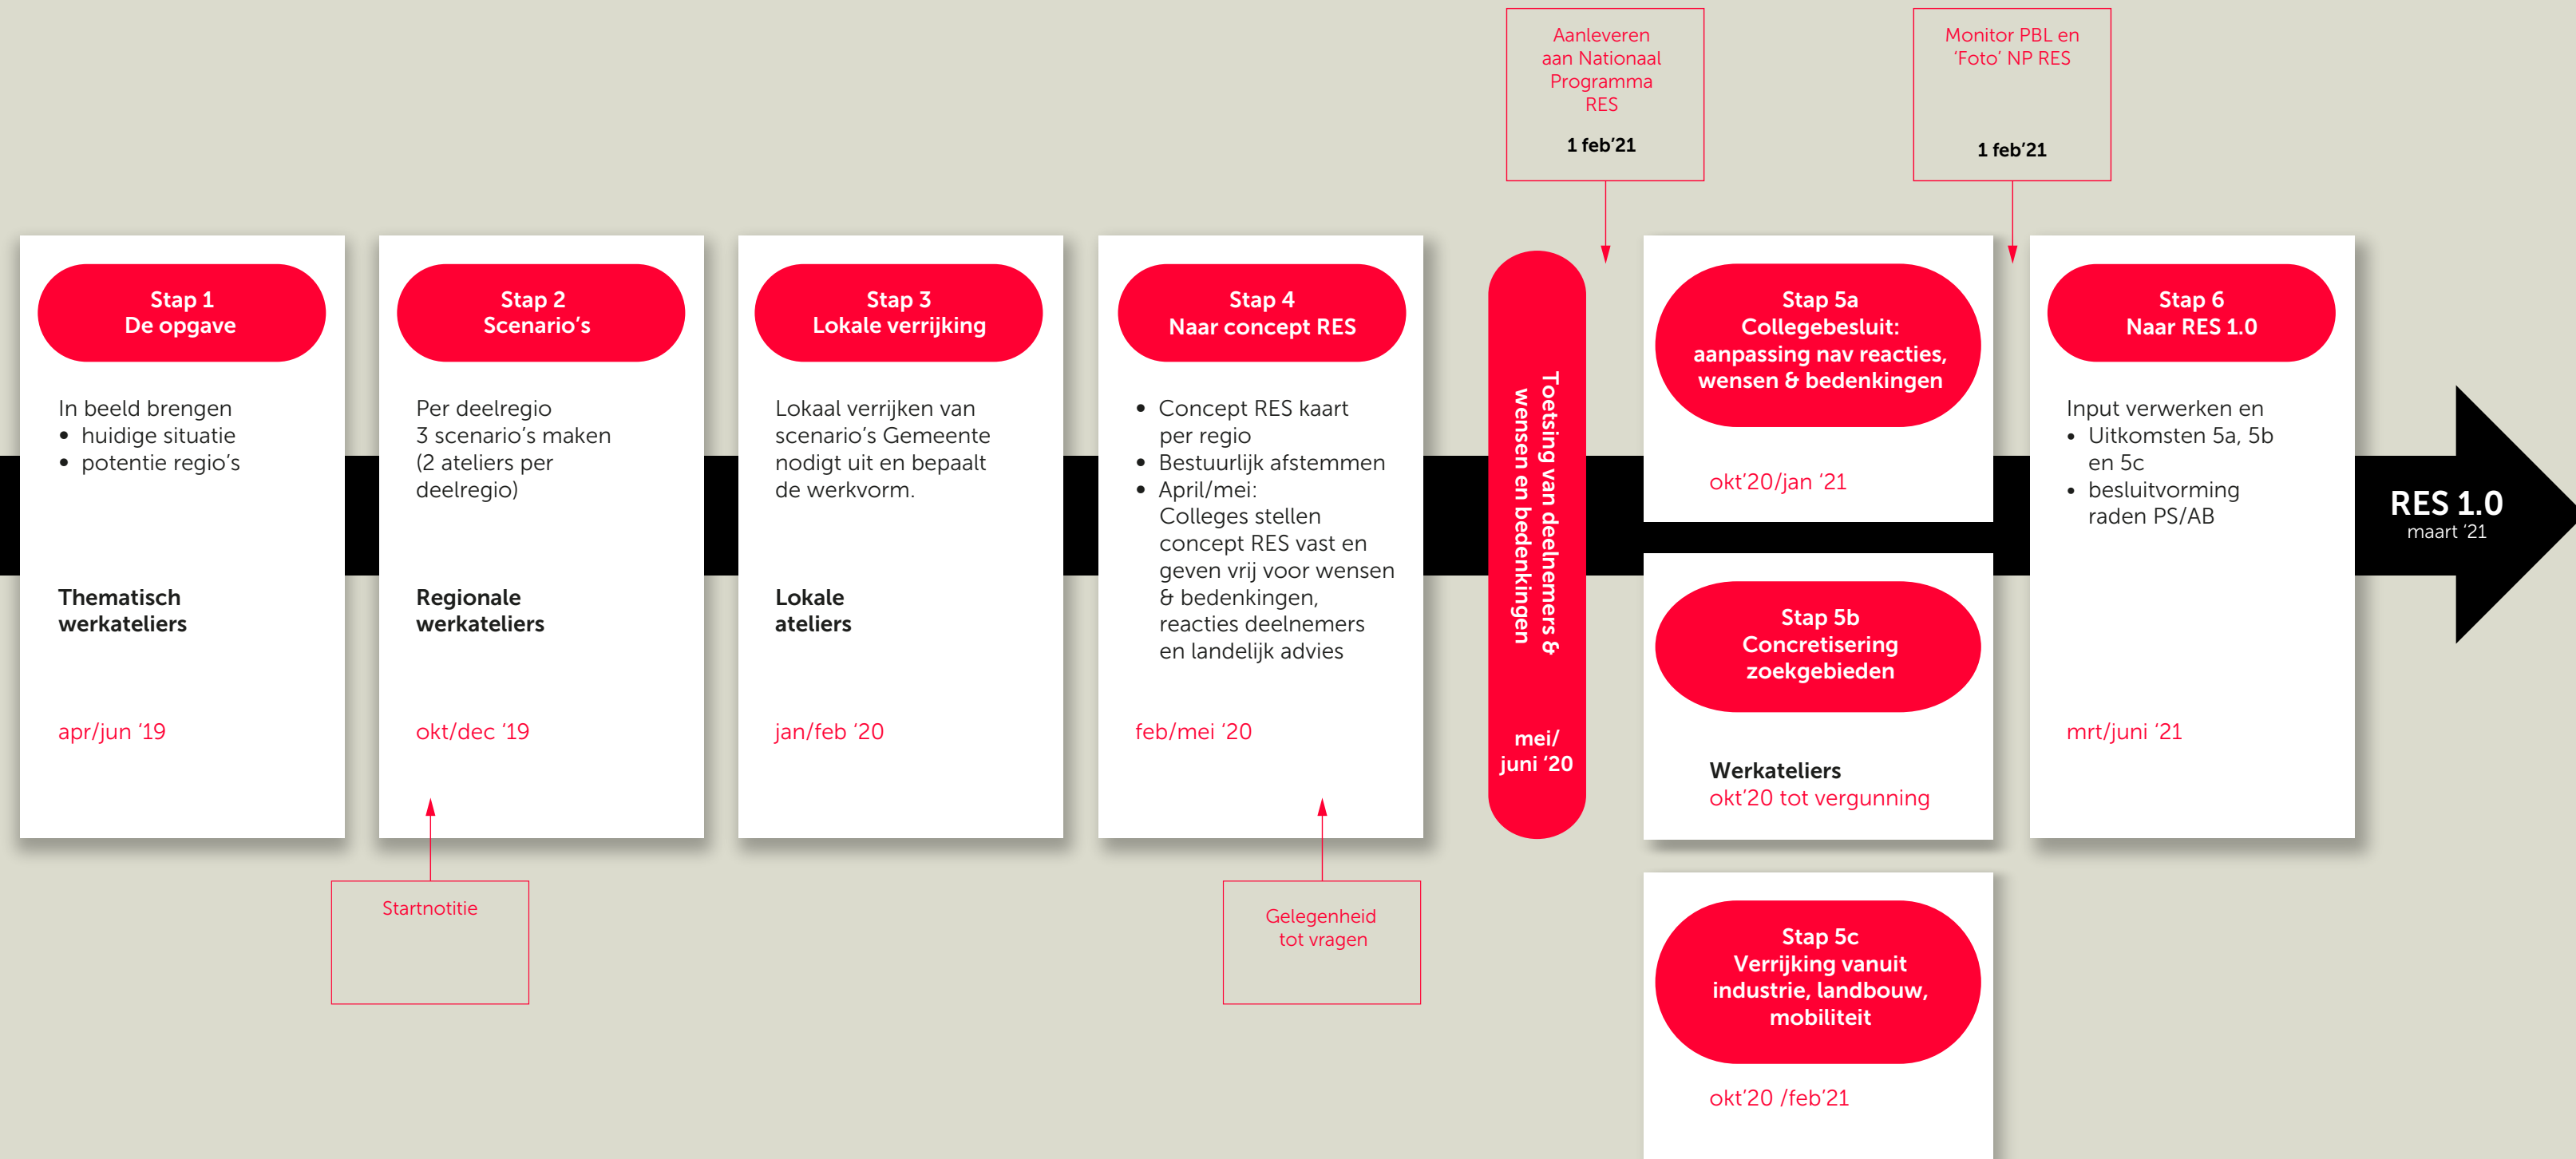 Aanleveren
aan Nationaal
Programma
RES
1 feb’21
Monitor PBL en
‘Foto’ NP RES
1 feb’21
Stap 1
De opgave
In beeld brengen
• huidige situatie
• potentie regio’s
Thematisch
werkateliers
apr/jun ‘19
Stap 2
Scenario’s
Per deelregio
3 scenario’s maken
(2 ateliers per
deelregio)
Regionale
werkateliers
okt/dec ‘19
Startnotitie
Stap 3
Lokale verrijking
Lokaal verrijken van
scenario’s Gemeente
nodigt uit en bepaalt
de werkvorm.
Lokale
ateliers
jan/feb ‘20
Stap 4
Naar concept RES
• Concept RES kaart
per regio
• Bestuurlijk afstemmen
• April/mei:
Colleges stellen
concept RES vast en
geven vrij voor wensen
& bedenkingen,
reacties deelnemers
en landelijk advies
feb/mei ‘20
Gelegenheid
tot vragen
Toetsing van deelnemers &
wensen en bedenkingen
mei/
juni ‘20
Stap 5a
Collegebesluit:
aanpassing nav reacties,
wensen & bedenkingen
okt’20/jan ‘21
Stap 5b
Concretisering
zoekgebieden
Werkateliers
okt’20 tot vergunning
Stap 5c
Verrijking vanuit
industrie, landbouw,
mobiliteit
okt’20 /feb’21
Stap 6
Naar RES 1.0
Input verwerken en
• Uitkomsten 5a, 5b
en 5c
• besluitvorming
raden PS/AB
mrt/juni ‘21
RES 1.0
maart ‘21